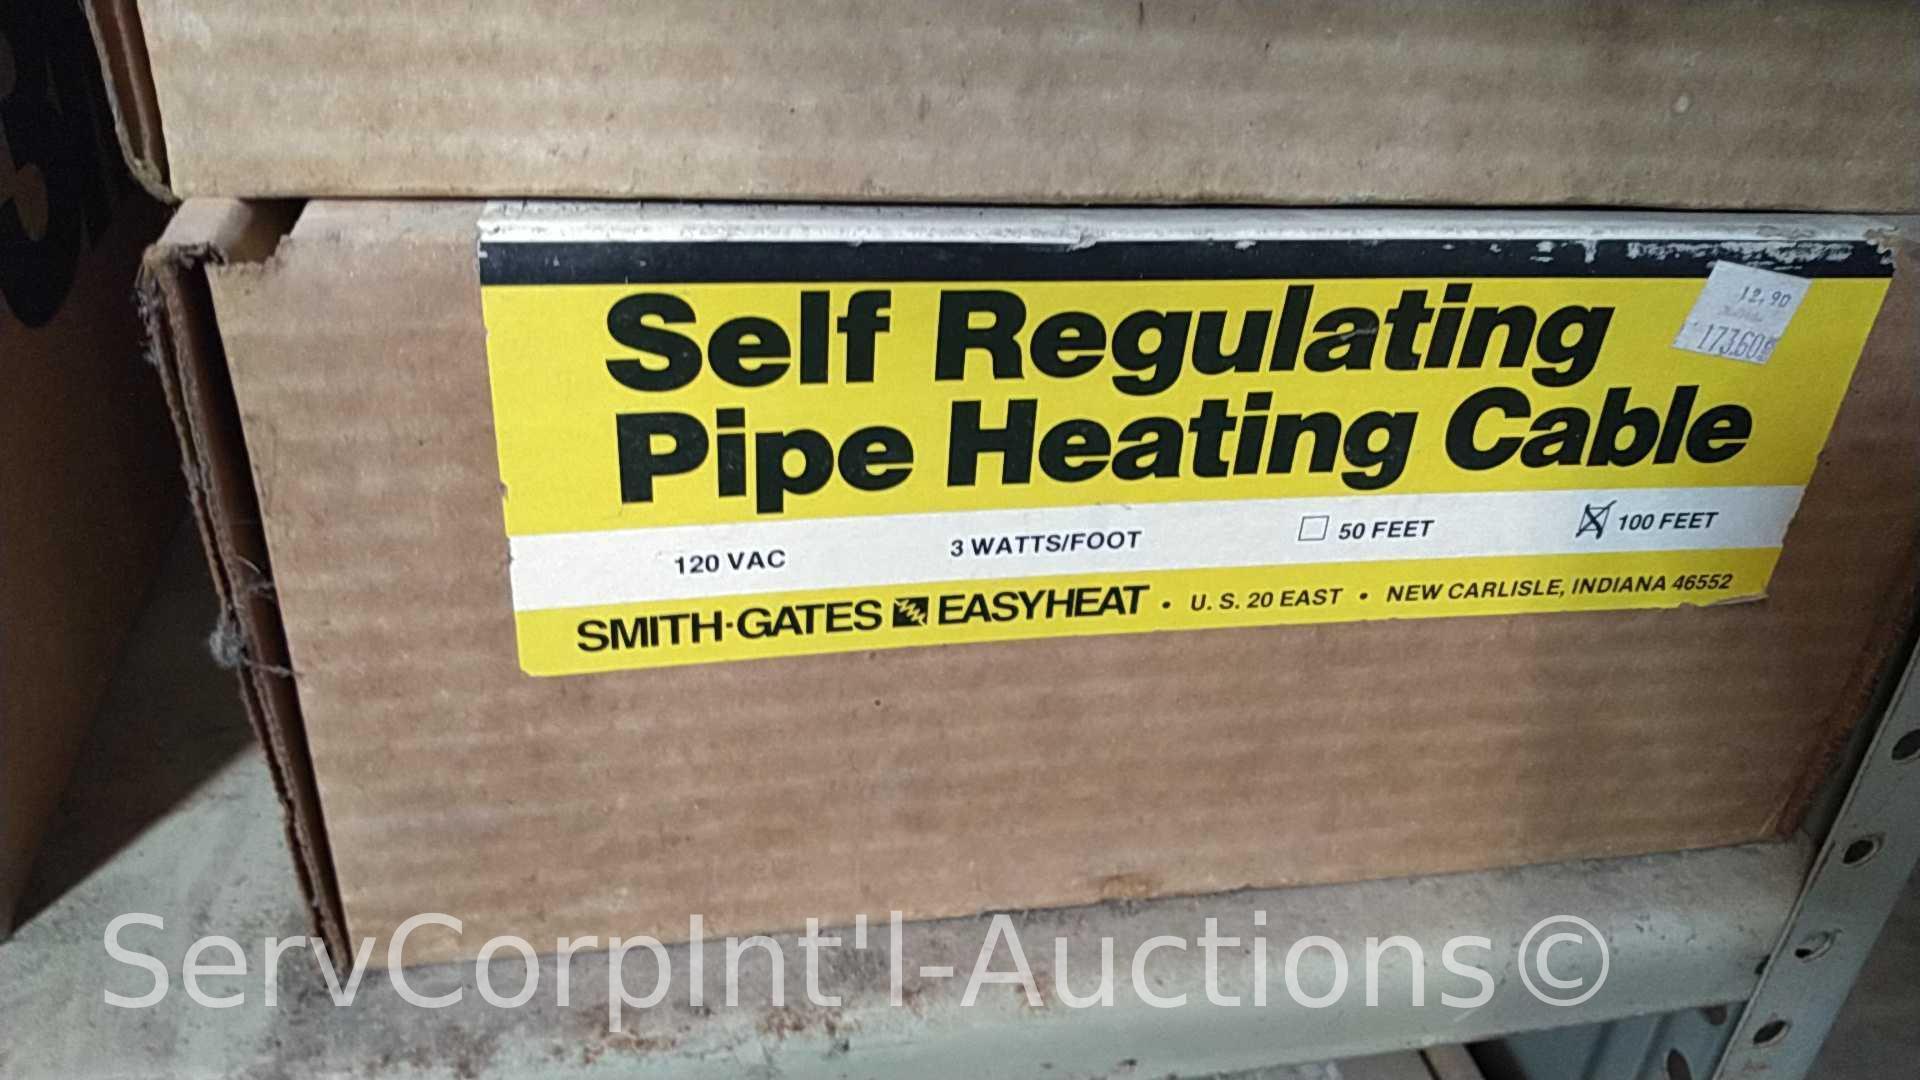 Self Regulating
Pipe Heating Cable
12.90
173.60
120 VAC 3 WATTS/FOOT 50 FEET 100 FEET
SMITH·GATES EASYHEAT • U. S. 20 EAST • NEW CARLISLE, INDIANA 46552
ServCorpInt'l-Auctions©